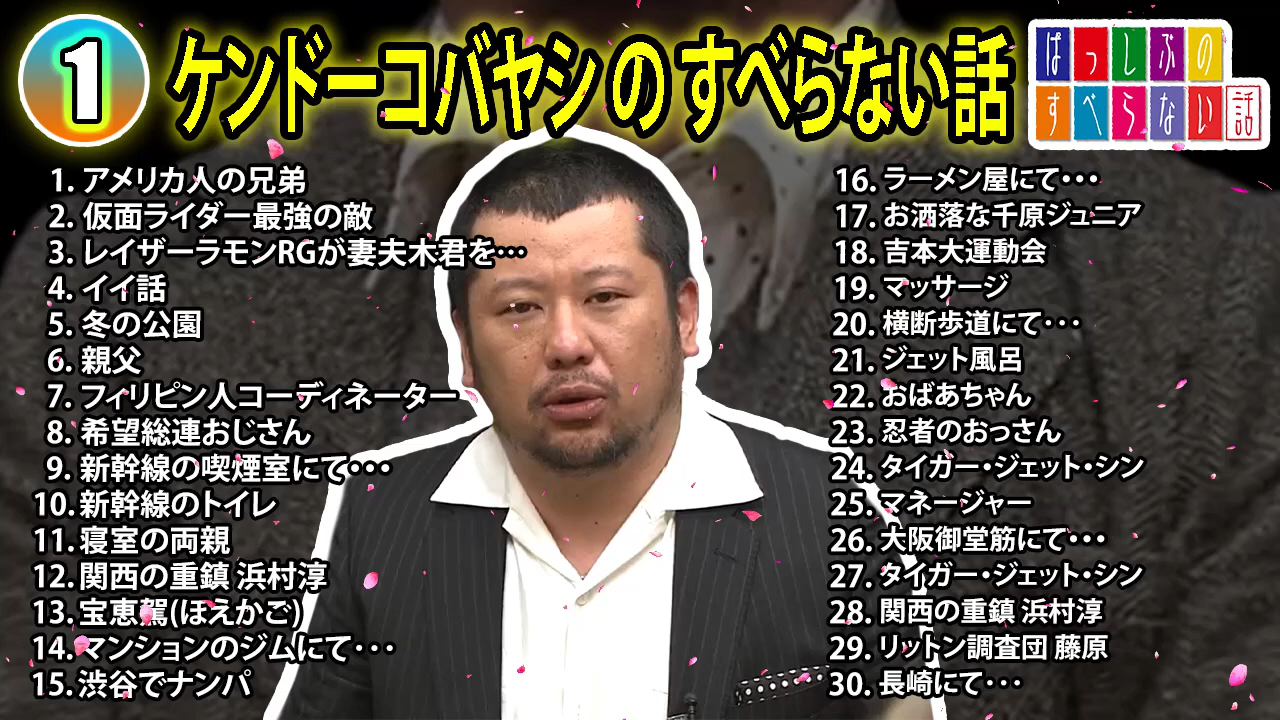 1
ケンドーコバヤシ の すべらない話
ぱっしぶの
すべらない話
1. アメリカ人の兄弟
2. 仮面ライダー最強の敵
3. レイザーラモンRGが妻夫木君を…
4. イイ話
5. 冬の公園
6. 親父
7. フィリピン人コーディネーター
8. 希望総連おじさん
9. 新幹線の喫煙室にて・・・
10. 新幹線のトイレ
11. 寝室の両親
12. 関西の重鎮 浜村淳
13. 宝恵駕(ほえかご)
14. マンションのジムにて・・・
15. 渋谷でナンパ
16. ラーメン屋にて・・・
17. お洒落な千原ジュニア
18. 吉本大運動会
19. マッサージ
20. 横断歩道にて・・・
21. ジェット風呂
22. おばあちゃん
23. 忍者のおっさん
24. タイガー・ジェット・シン
25. マネージャー
26. 大阪御堂筋にて・・・
27. タイガー・ジェット・シン
28. 関西の重鎮 浜村淳
29. リットン調査団 藤原
30. 長崎にて・・・